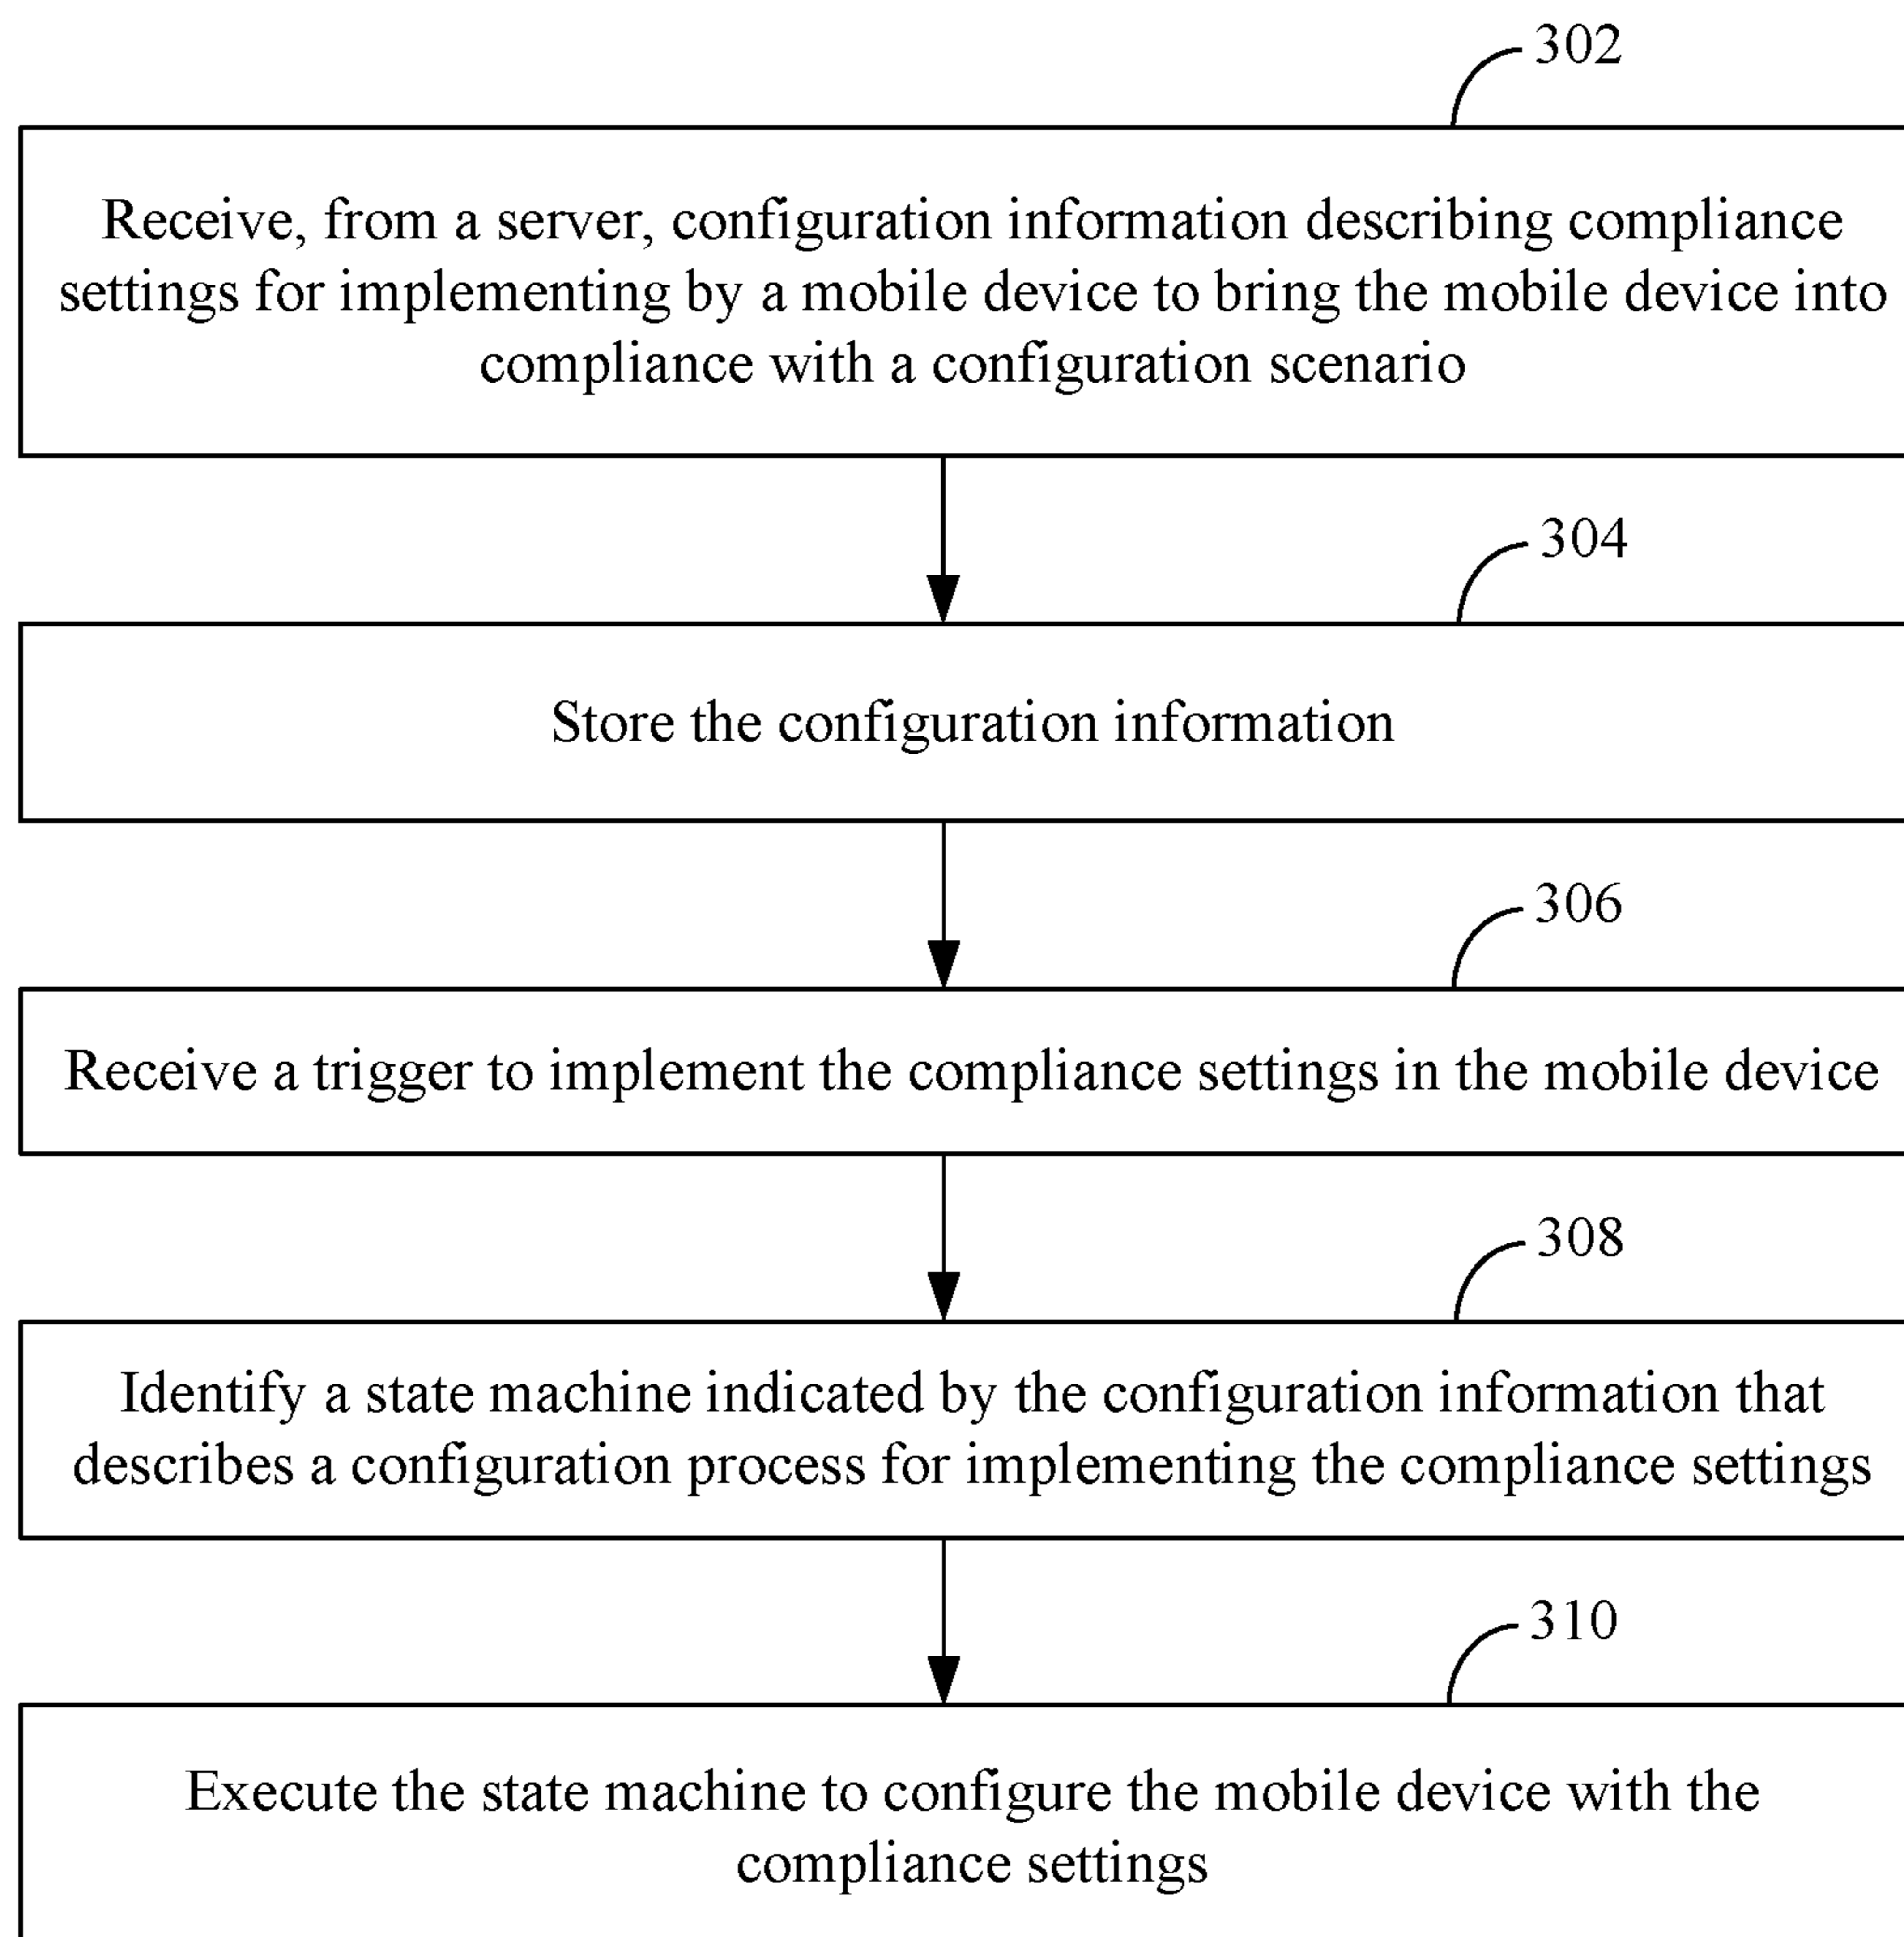 302
Receive, from a server, configuration information describing compliance
settings for implementing by a mobile device to bring the mobile device into
compliance with a configuration scenario
304
Store the configuration information
306
Receive a trigger to implement the compliance settings in the mobile device
308
Identify a state machine indicated by the configuration information that
describes a configuration process for implementing the compliance settings
310
Execute the state machine to configure the mobile device with the
compliance settings